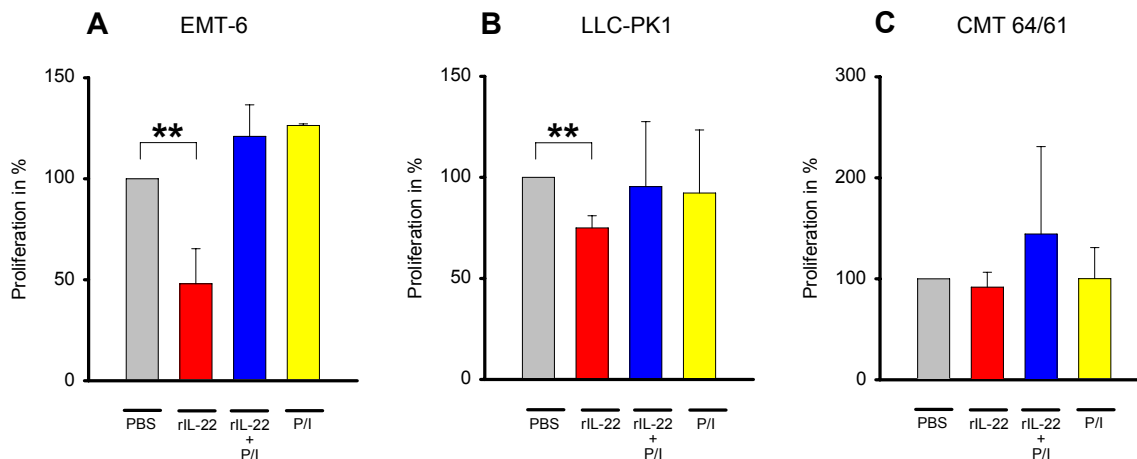 A EMT-6
Proliferation in %
150
100
50
0
**
PBS rIL-22 rIL-22 P/I
+
P/I
B LLC-PK1
Proliferation in %
150
100
50
0
**
PBS rIL-22 rIL-22 P/I
+
P/I
C CMT 64/61
Proliferation in %
300
200
100
0
PBS rIL-22 rIL-22 P/I
+
P/I